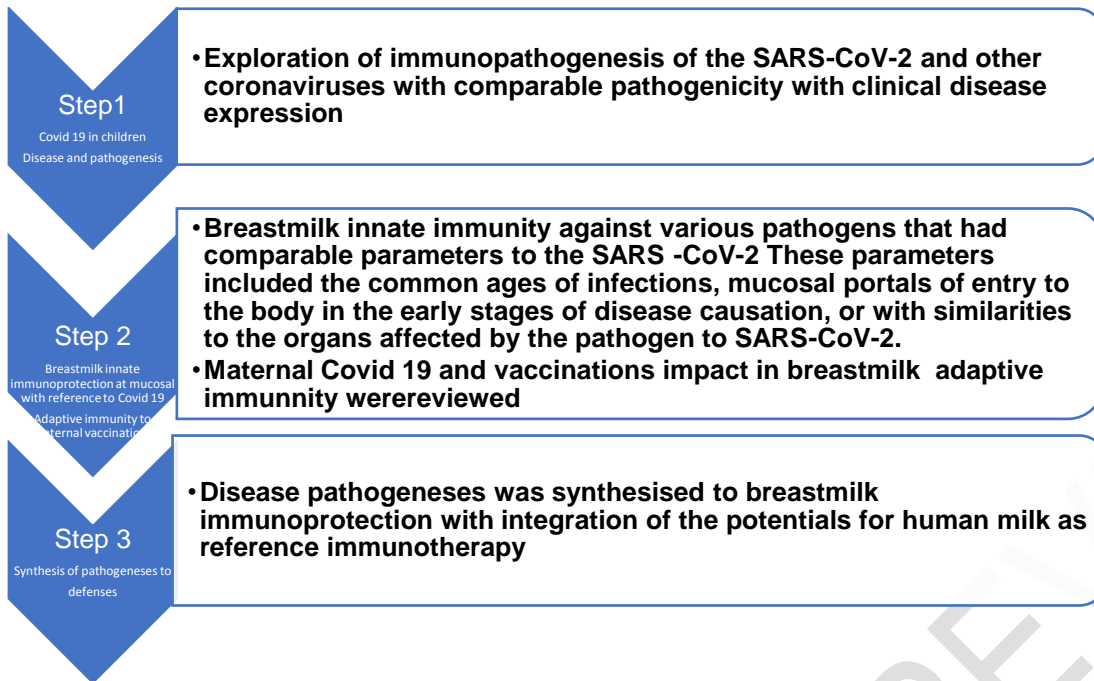 Step1
Covid 19 in children
Disease and pathogenesis
•Exploration of immunopathogenesis of the SARS-CoV-2 and other
coronaviruses with comparable pathogenicity with clinical disease
expression
Step 2
Breastmilk innate
immunoprotection at mucosal
with reference to Covid 19
Adaptive immunity to
vaccination
•Breastmilk innate immunity against various pathogens that had
comparable parameters to the SARS -CoV-2 These parameters
included the common ages of infections, mucosal portals of entry to
the body in the early stages of disease causation, or with similarities
to the organs affected by the pathogen to SARS-CoV-2.
•Maternal Covid 19 and vaccinations impact in breastmilk adaptive
immunnity werereviewed
Step 3
Synthesis of pathogeneses to
defenses
•Disease pathogeneses was synthesised to breastmilk
immunoprotection with integration of the potentials for human milk as
reference immunotherapy